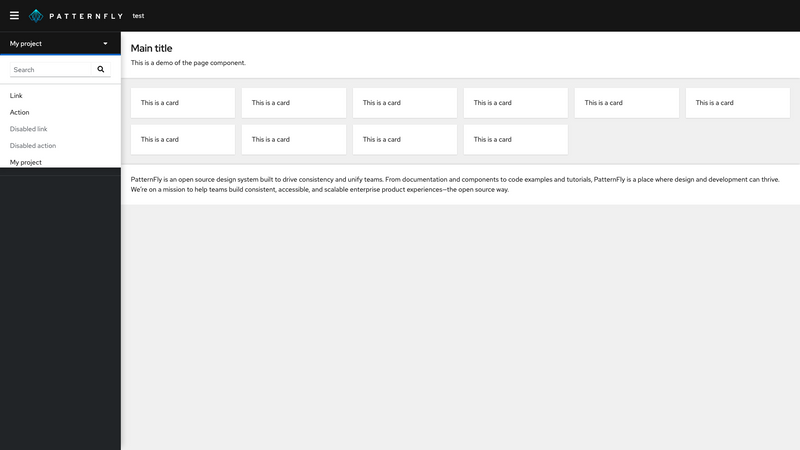 PATTERNFLY test
My project
Search
Link
Action
Disabled link
Disabled action
My project
Main title
This is a demo of the page component.
This is a card This is a card This is a card This is a card This is a card This is a card
This is a card This is a card This is a card This is a card
PatternFly is an open source design system built to drive consistency and unify teams. From documentation and components to code examples and tutorials, PatternFly is a place where design and development can thrive.
We're on a mission to help teams build consistent, accessible, and scalable enterprise product experiences—the open source way.